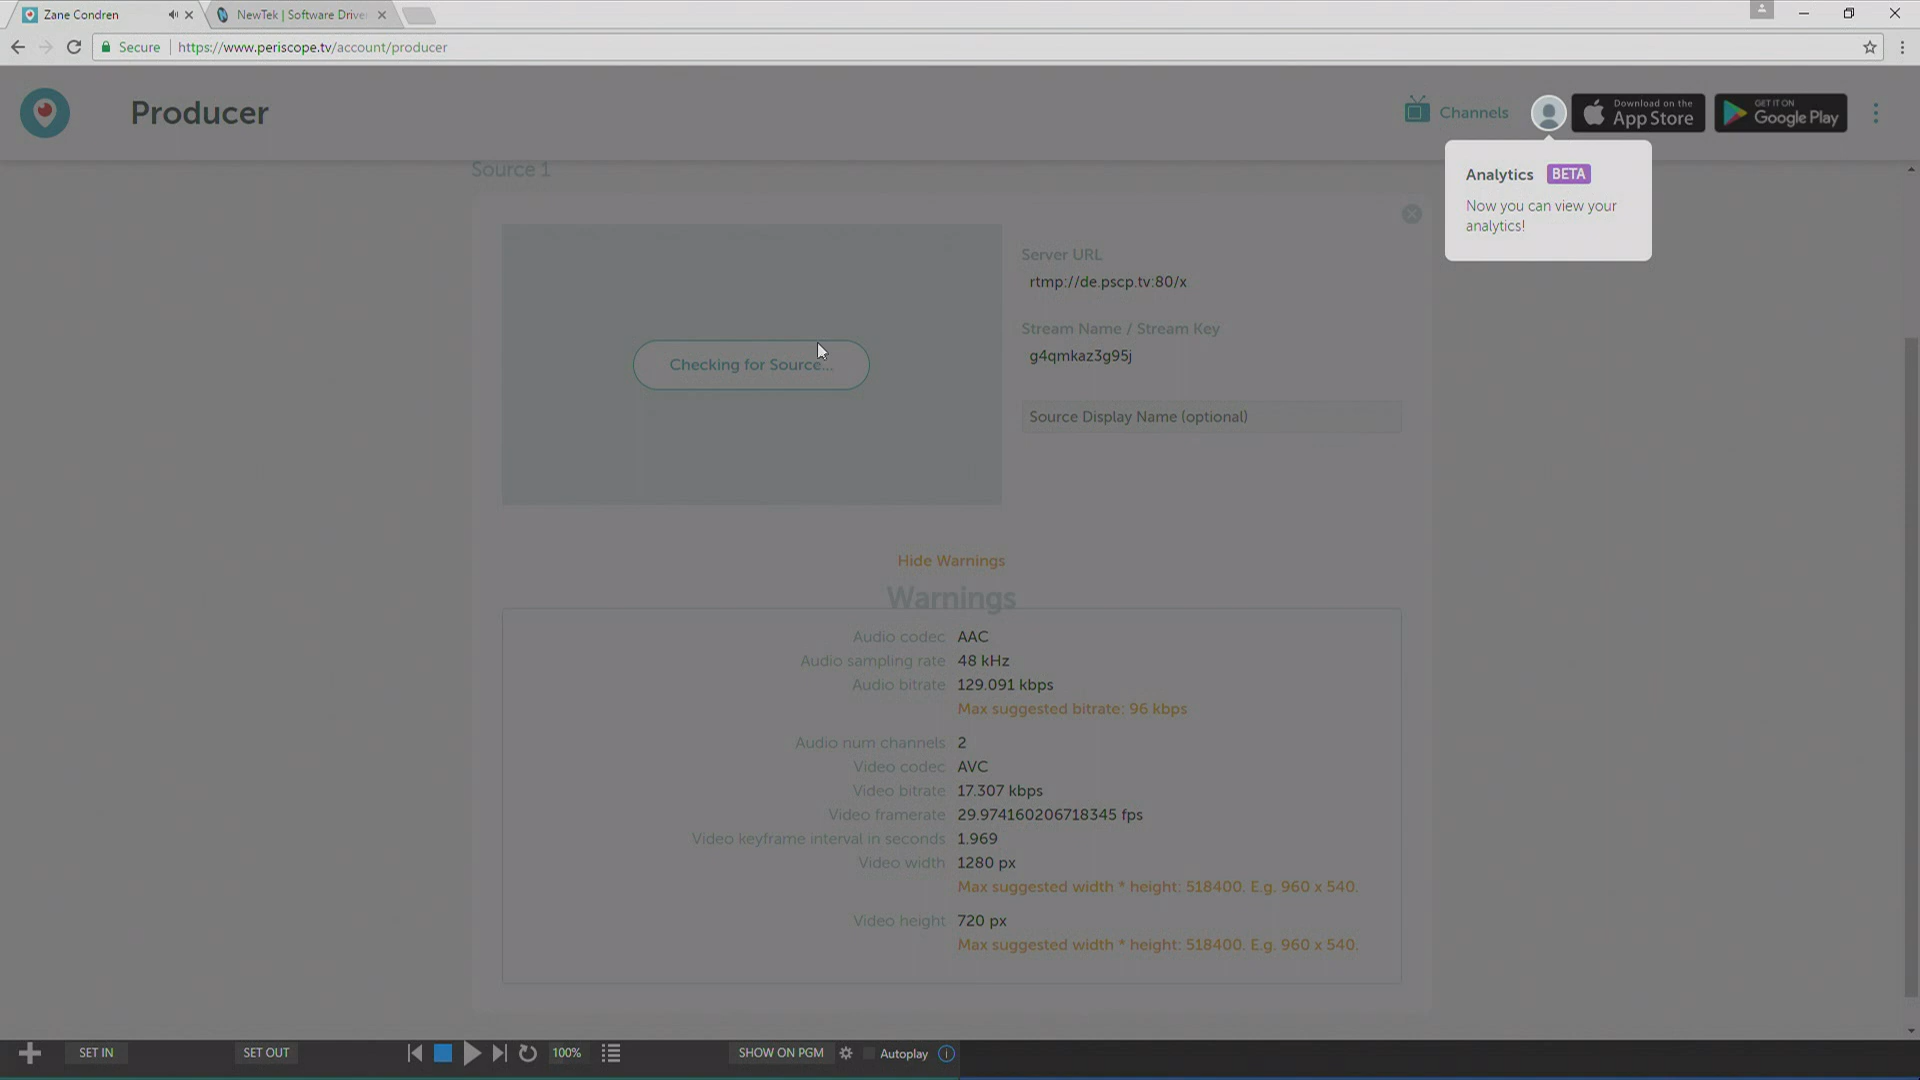 Zane Condren
NewTek | Software Drive
Secure
https://www.periscope.tv/account/producer
Producer
Channels
Download on the
App Store
GET IT ON
Google Play
Analytics BETA
Now you can view your
analytics!
Source 1
Server URL
rtmp://de.pscp.tv:80/x
Stream Name / Stream Key
g4qmkaz3g95j
Checking for Source...
Source Display Name (optional)
Hide Warnings
Warnings
Audio codec AAC
Audio sampling rate 48 kHz
Audio bitrate 129.091 kbps
Max suggested bitrate: 96 kbps
Audio num channels 2
Video codec AVC
Video bitrate 17.307 kbps
Video framerate 29.974160206718345 fps
Video keyframe interval in seconds 1.969
Video width 1280 px
Max suggested width * height: 518400. E.g. 960 x 540.
Video height 720 px
Max suggested width * height: 518400. E.g. 960 x 540.
SET IN
SET OUT
100%
SHOW ON PGM
Autoplay